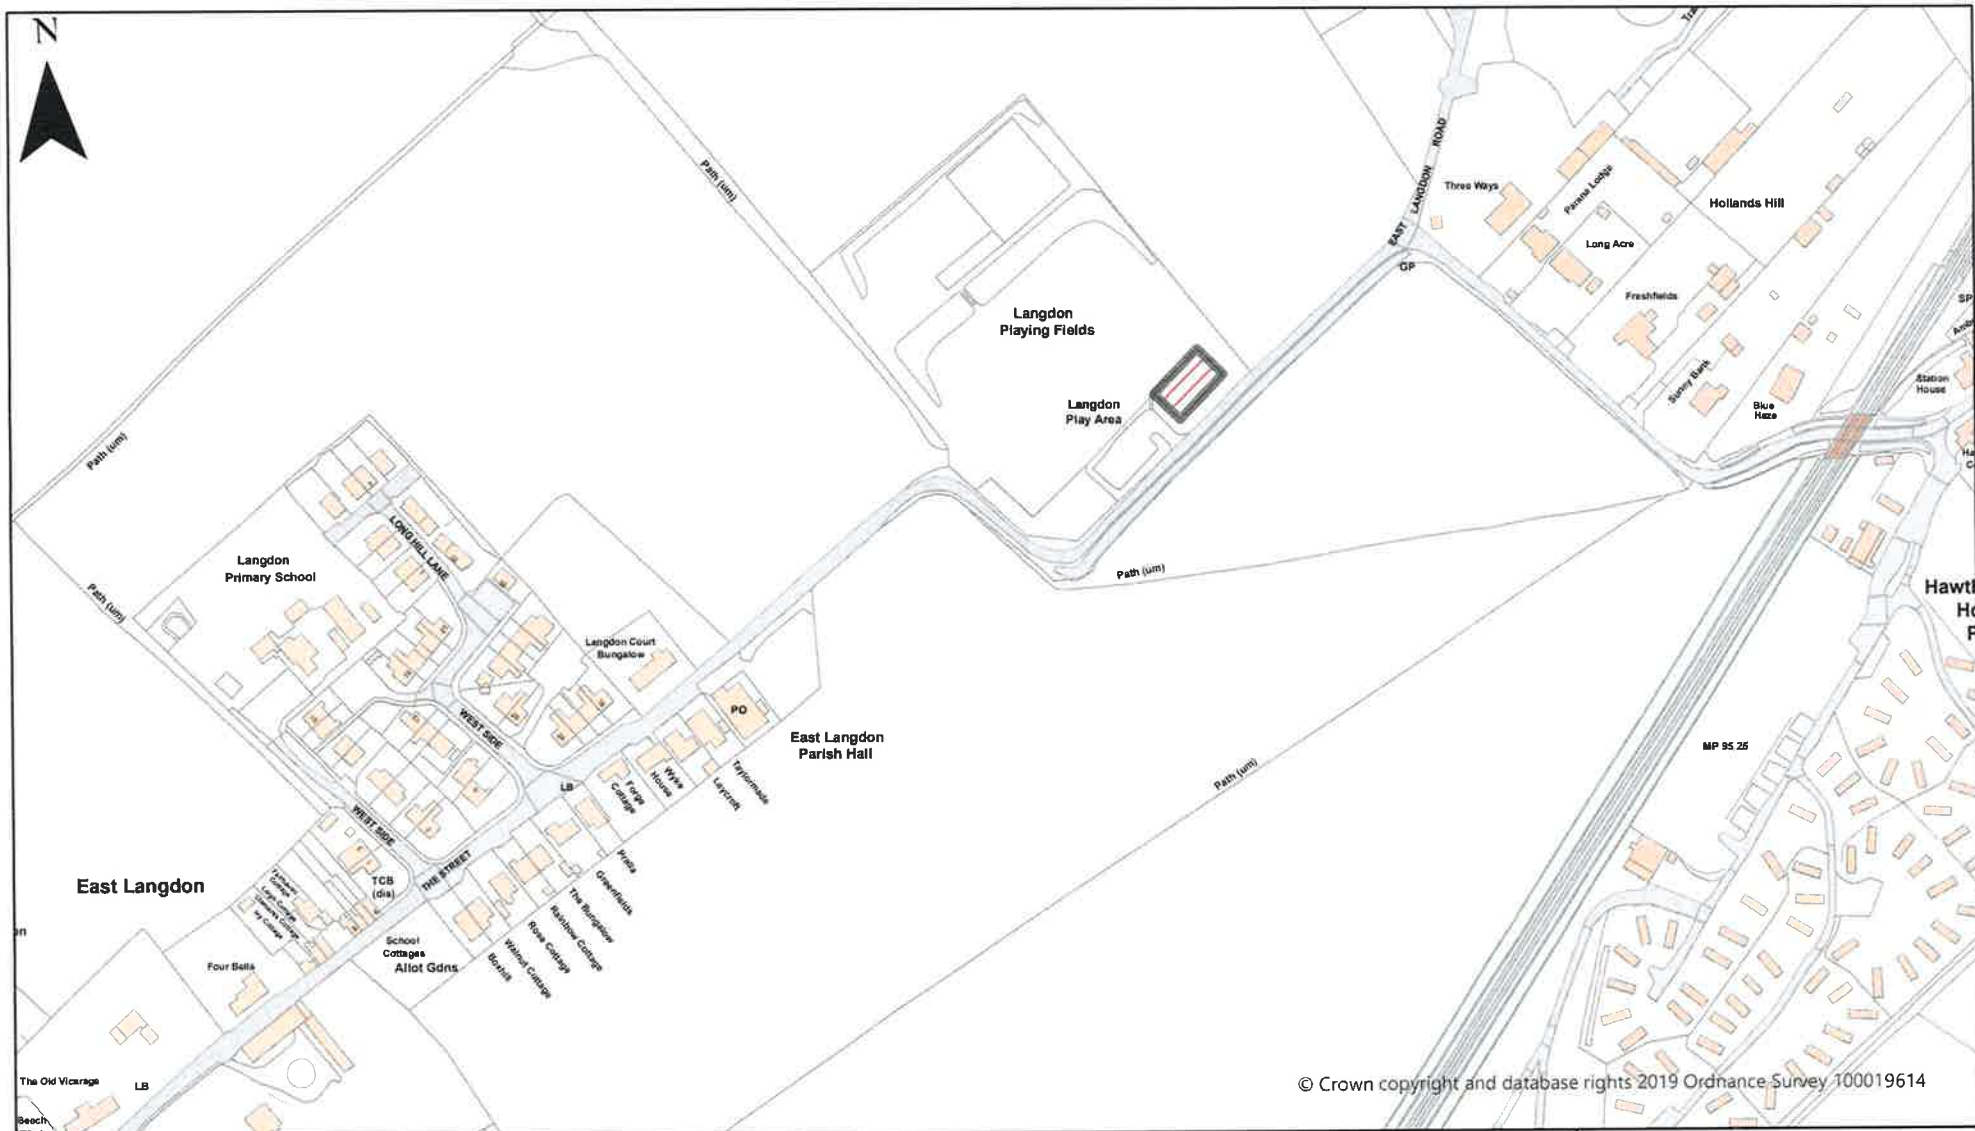 N
Path (um)
Path (um)
Path (um)
Path (um)
Path (um)
EAST LANGDON ROAD
GP
Three Ways
Parana Lodge
Long Acre
Hollands Hill
Freshfields
Sunny Bank
Blue
Haze
Station
House
SP
Langdon
Playing Fields
Langdon
Play Area
LONG HILL LANE
Langdon
Primary School
Langdon Court
Bungalow
WEST SIDE
WEST SIDE
PO
East Langdon
Parish Hall
Taylormade
Laycroft
Wyke
House
Forge
Cottage
LB
THE STREET
Greenfields
The Bungalow
Rainbow Cottage
Rose Cottage
Walnut Cottage
Boxhill
TCB
(dis)
East Langdon
School
Cottages
Allot Gdns
Ivy Cottage
Four Bells
The Old Vicarage
LB
Beech
MP 95.25
© Crown copyright and database rights 2019 Ordnance Survey 100019614